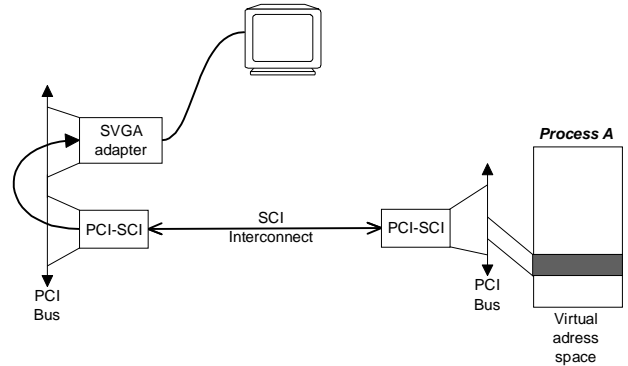 SVGA
adapter
Process A
PCI-SCI
SCI
Interconnect
PCI-SCI
PCI
Bus
PCI
Bus
Virtual
adress
space